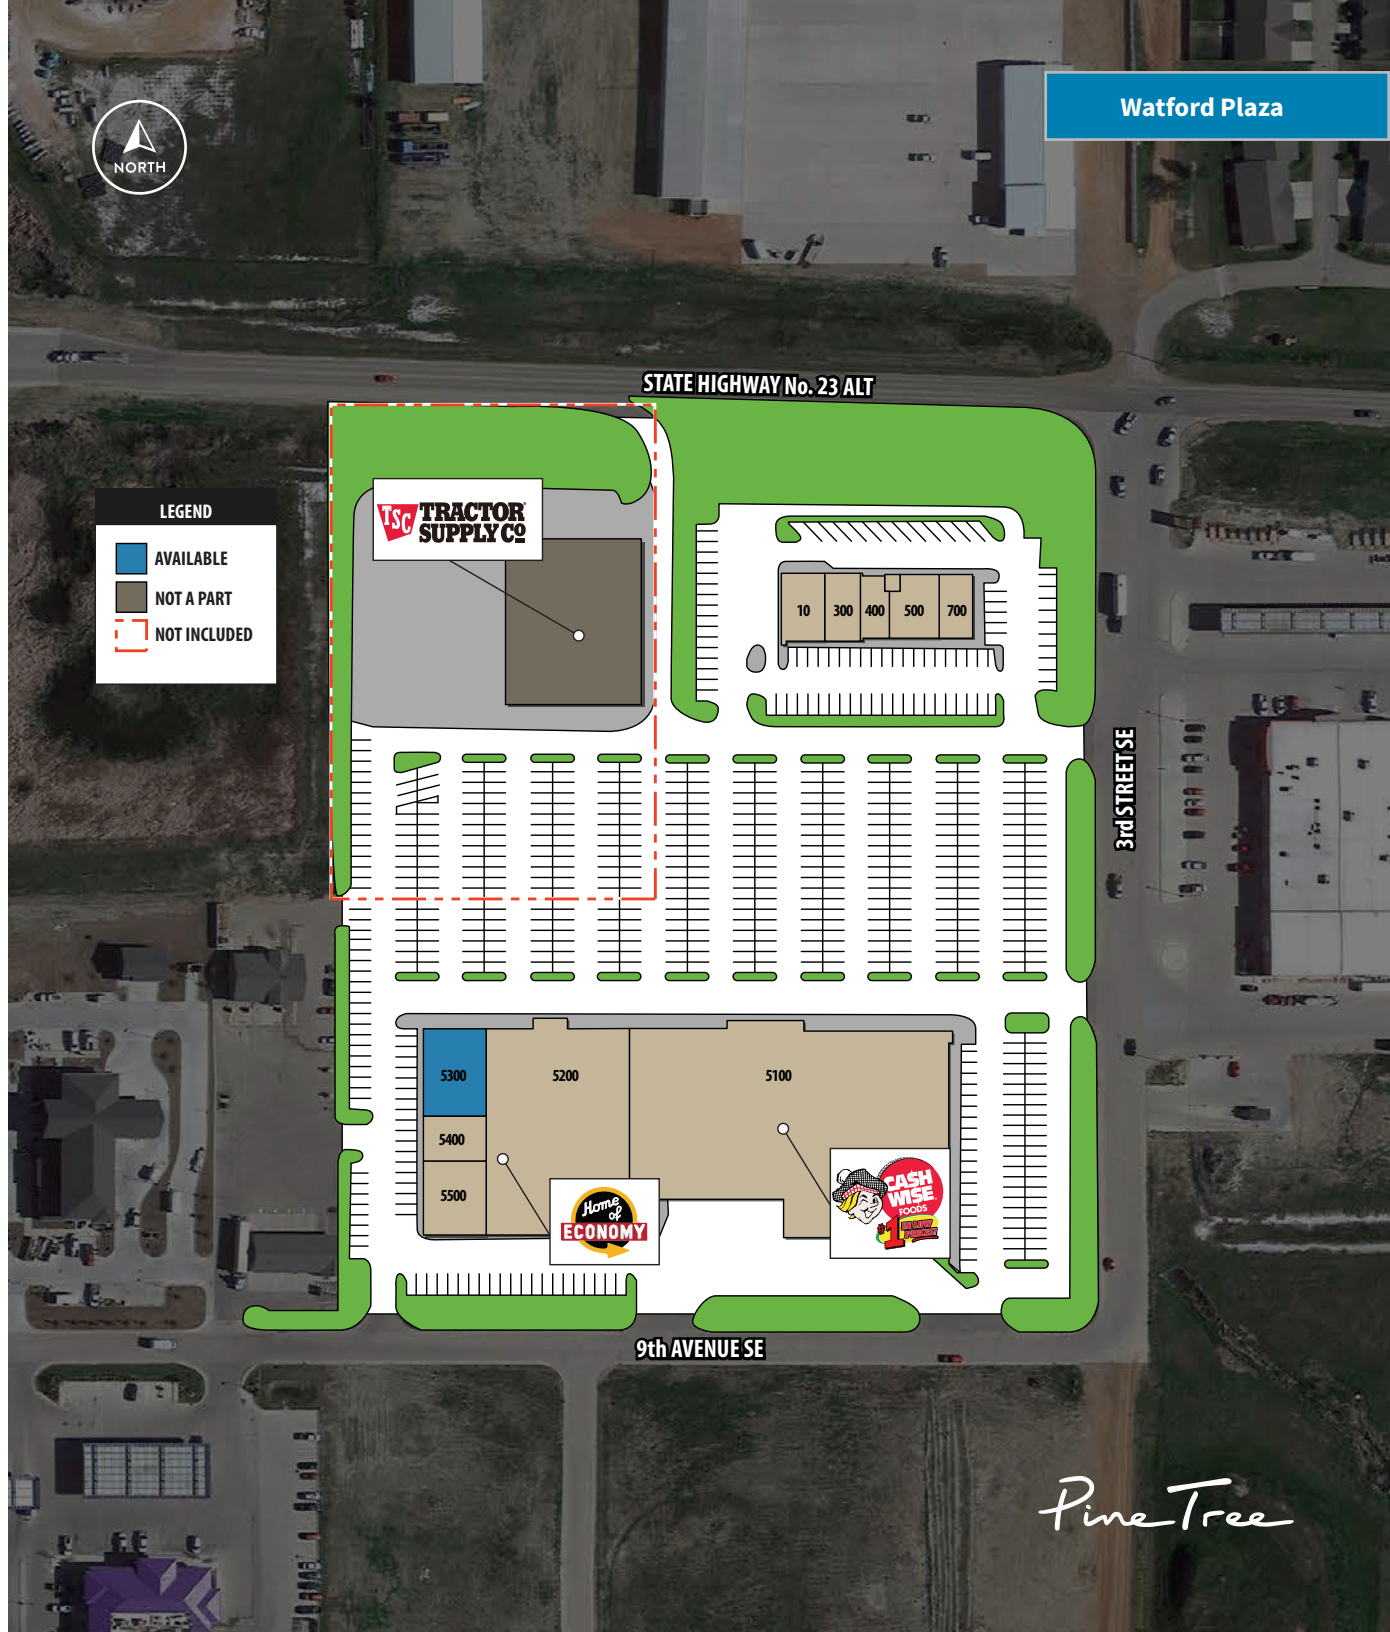 Watford Plaza
NORTH
STATE HIGHWAY No. 23 ALT
LEGEND
AVAILABLE
NOT A PART
NOT INCLUDED
TSC TRACTOR
SUPPLY CO
10 300 400 500 700
3rd STREET SE
5300 5200 5100
5400
5500
Home
of
ECONOMY
CASH
WISE
FOODS
#1
9th AVENUE SE
Pine Tree